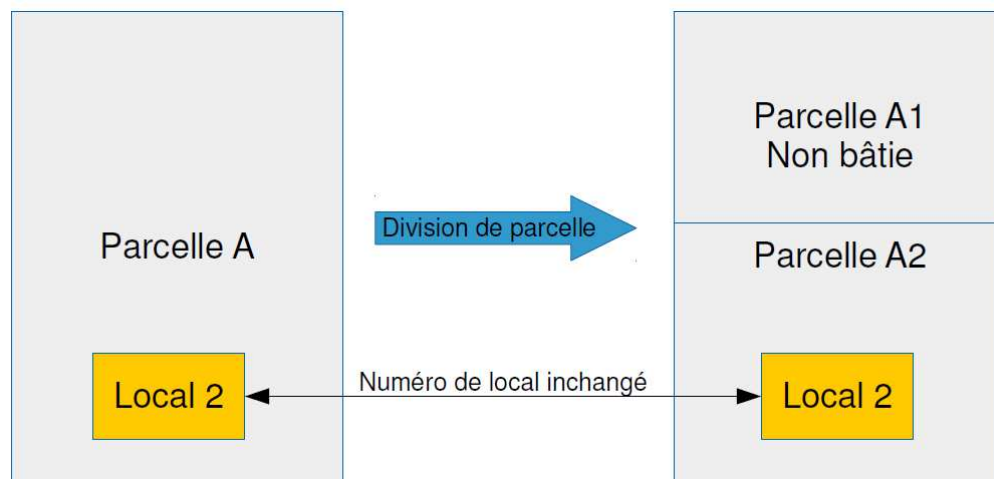 Parcelle A
Local 2
Division de parcelle
Numéro de local inchangé
Parcelle A1
Non bâtie
Parcelle A2
Local 2